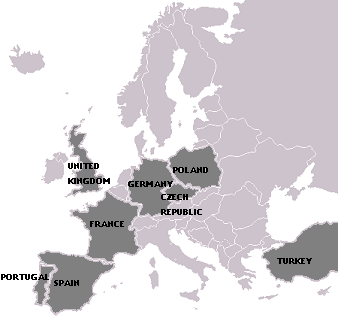 UNITED
KINGDOM
POLAND
GERMANY
CZECH
REPUBLIC
FRANCE
TURKEY
PORTUGAL
SPAIN